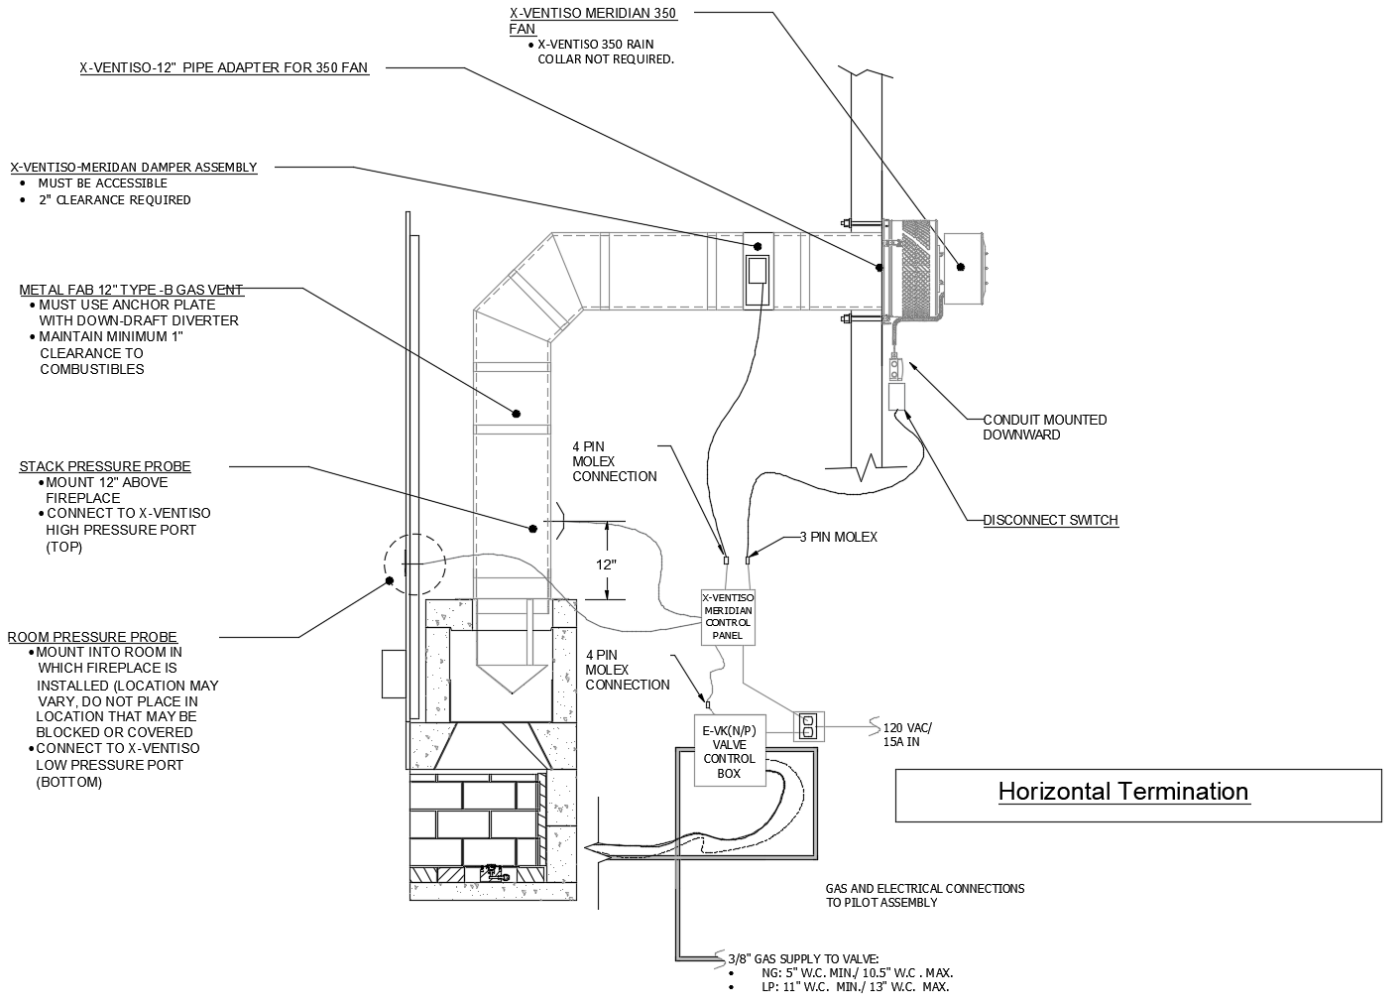 X-VENTISO MERIDIAN 350
FAN
• X-VENTISO 350 RAIN
COLLAR NOT REQUIRED.
X-VENTISO-12" PIPE ADAPTER FOR 350 FAN
X-VENTISO-MERIDAN DAMPER ASSEMBLY
• MUST BE ACCESSIBLE
• 2" CLEARANCE REQUIRED
METAL FAB 12" TYPE -B GAS VENT
• MUST USE ANCHOR PLATE
WITH DOWN-DRAFT DIVERTER
• MAINTAIN MINIMUM 1"
CLEARANCE TO
COMBUSTIBLES
CONDUIT MOUNTED
DOWNWARD
4 PIN
MOLEX
CONNECTION
STACK PRESSURE PROBE
• MOUNT 12" ABOVE
FIREPLACE
• CONNECT TO X-VENTISO
HIGH PRESSURE PORT
(TOP)
DISCONNECT SWITCH
3 PIN MOLEX
12"
X-VENTISO
MERIDIAN
CONTROL
PANEL
ROOM PRESSURE PROBE
• MOUNT INTO ROOM IN
WHICH FIREPLACE IS
INSTALLED (LOCATION MAY
VARY, DO NOT PLACE IN
LOCATION THAT MAY BE
BLOCKED OR COVERED
• CONNECT TO X-VENTISO
LOW PRESSURE PORT
(BOTTOM)
4 PIN
MOLEX
CONNECTION
E-VK(N/P)
VALVE
CONTROL
BOX
120 VAC/
15A IN
Horizontal Termination
GAS AND ELECTRICAL CONNECTIONS
TO PILOT ASSEMBLY
3/8" GAS SUPPLY TO VALVE:
• NG: 5" W.C. MIN./ 10.5" W.C . MAX.
• LP: 11" W.C. MIN./ 13" W.C. MAX.